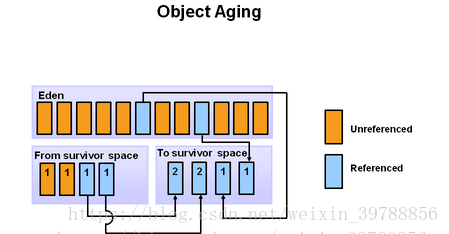 Object Aging
Eden
Unreferenced
From survivor space
To survivor space
Referenced
1 1 1 1
2 2 1 1
https://blog.csdn.net/weixin_39788856